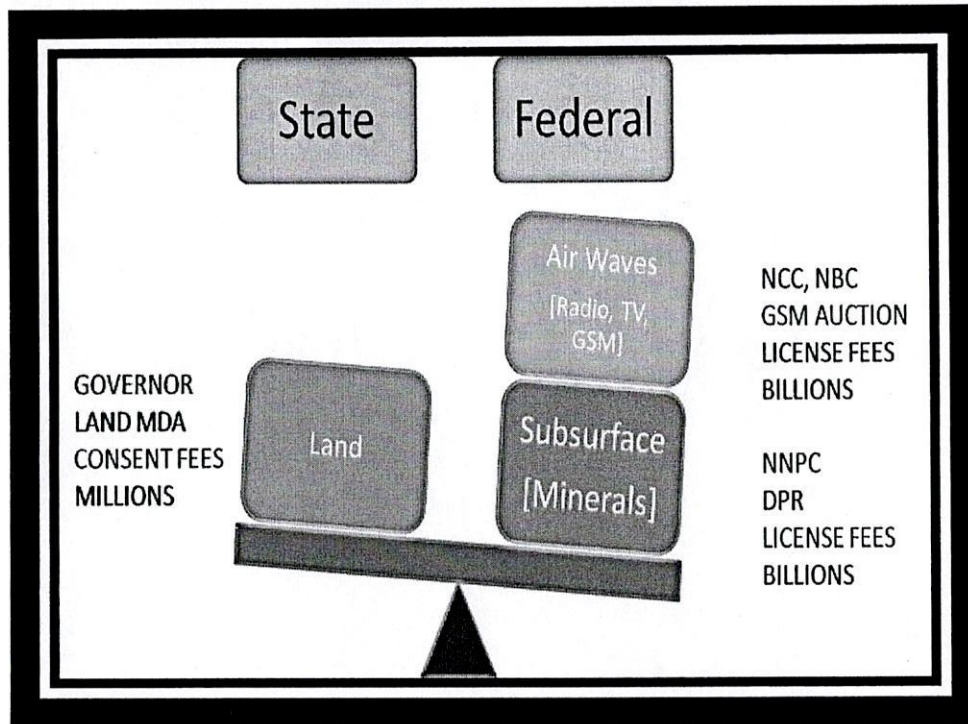 State
Federal
Air Waves
[Radio, TV,
GSM]
NCC, NBC
GSM AUCTION
LICENSE FEES
BILLIONS
GOVERNOR
LAND MDA
CONSENT FEES
MILLIONS
Land
Subsurface
[Minerals]
NNPC
DPR
LICENSE FEES
BILLIONS